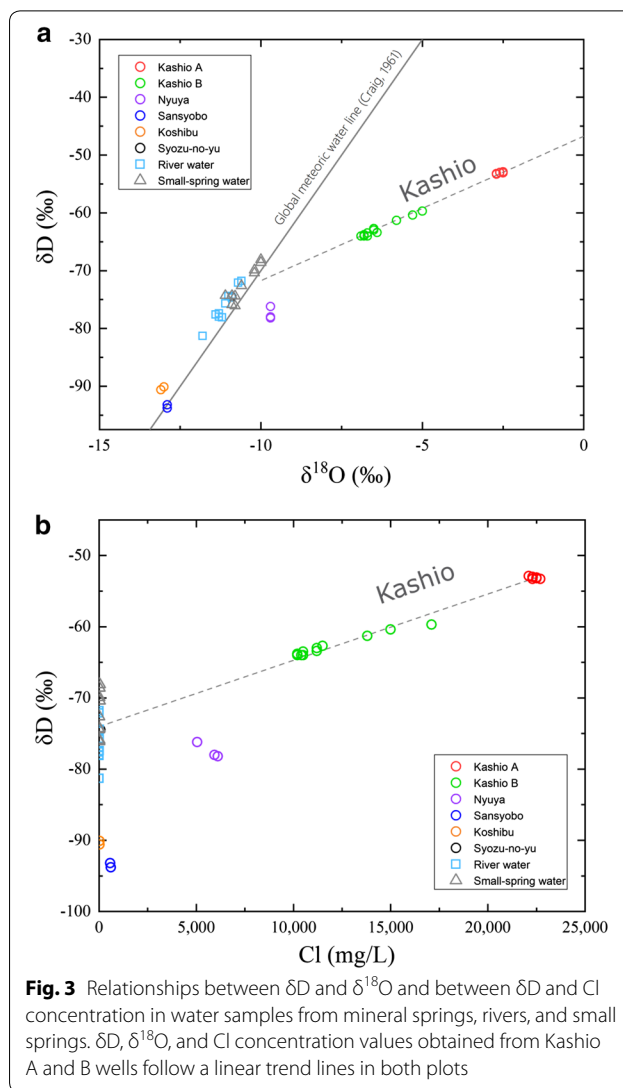 a
-30
-40
-50
-60
-70
-80
-90
δD (‰)
Kashio A
Kashio B
Nyuya
Sansyobo
Koshibu
Syozu-no-yu
River water
Small-spring water
Global meteoric water line (Craig, 1961)
Kashio
-15
-10
-5
0
δ18O (‰)
b
-50
-60
-70
-80
-90
-100
δD (‰)
Kashio
Kashio A
Kashio B
Nyuya
Sansyobo
Koshibu
Syozu-no-yu
River water
Small-spring water
0
5,000
10,000
15,000
20,000
25,000
Cl (mg/L)
Fig. 3 Relationships between δD and δ18O and between δD and Cl
concentration in water samples from mineral springs, rivers, and small
springs. δD, δ18O, and Cl concentration values obtained from Kashio
A and B wells follow a linear trend lines in both plots